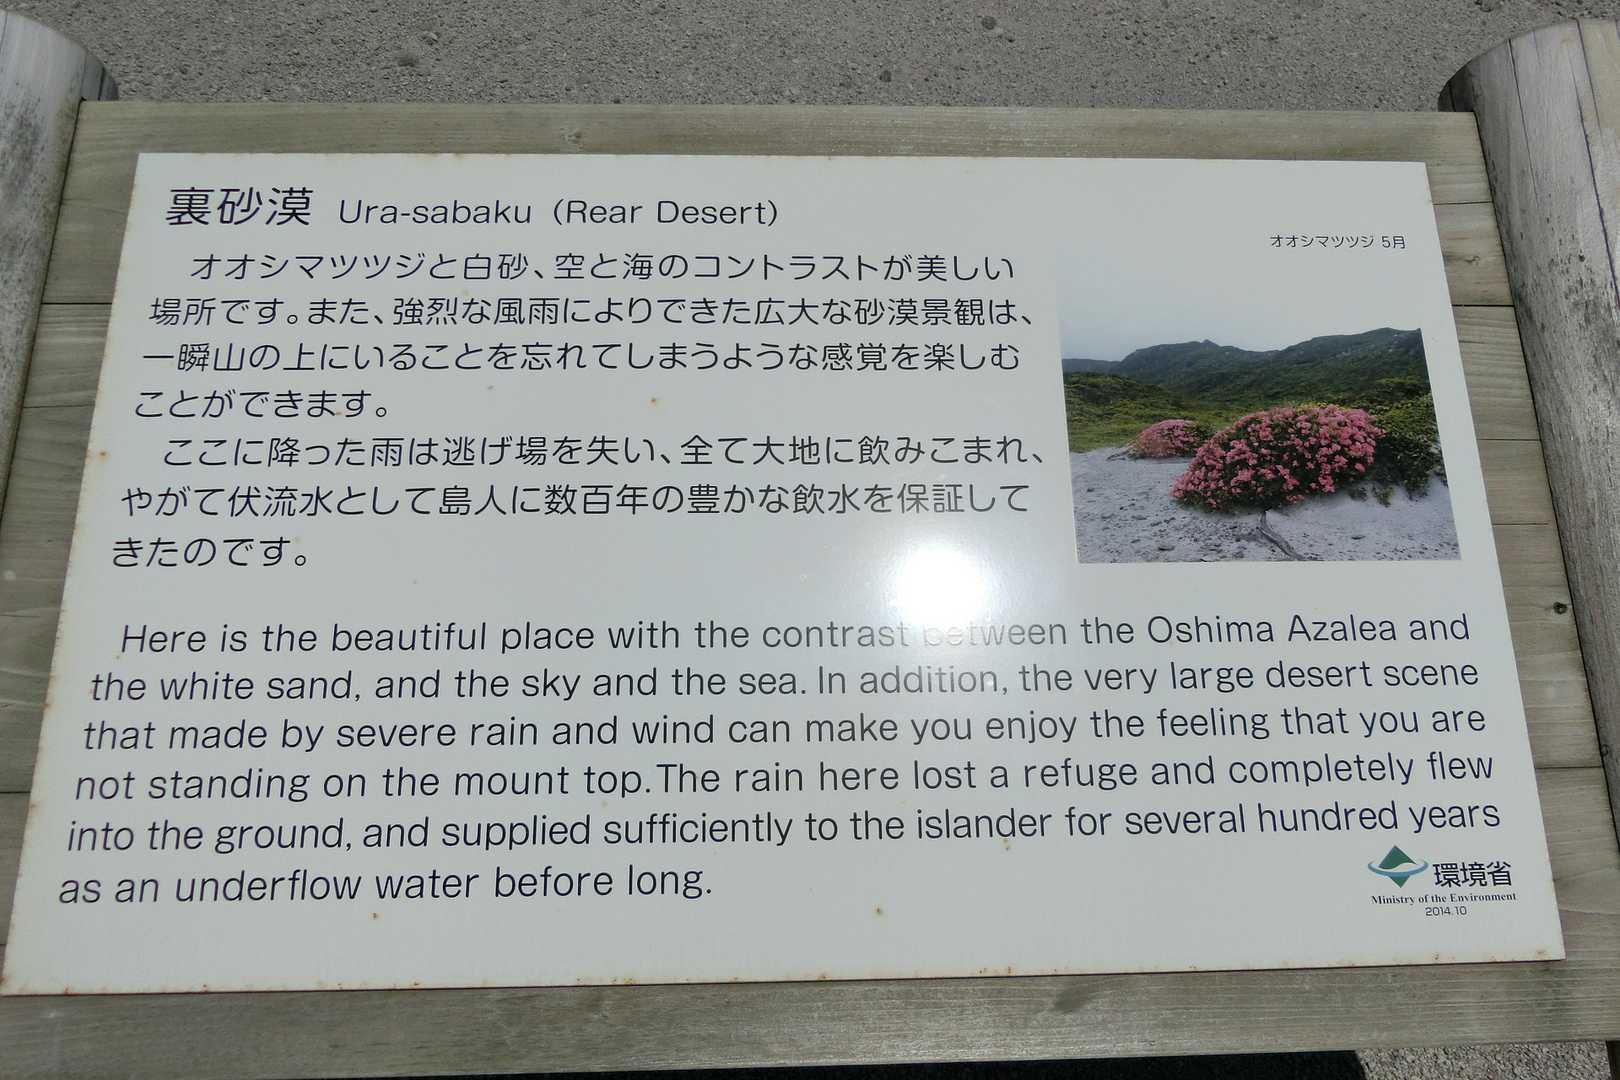 裏砂漠 Ura-sabaku (Rear Desert)
オオシマツツジ 5月
オオシマツツジと白砂、空と海のコントラストが美しい
場所です。また、強烈な風雨によりできた広大な砂漠景観は、
一瞬山の上にいることを忘れてしまうような感覚を楽しむ
ことができます。
ここに降った雨は逃げ場を失い、全て大地に飲みこまれ、
やがて伏流水として島人に数百年の豊かな飲水を保証して
きたのです。
Here is the beautiful place with the contrast between the Oshima Azalea and
the white sand, and the sky and the sea. In addition, the very large desert scene
that made by severe rain and wind can make you enjoy the feeling that you are
not standing on the mount top.The rain here lost a refuge and completely flew
into the ground, and supplied sufficiently to the islander for several hundred years
as an underflow water before long.
環境省
Ministry of the Environment
2014.10